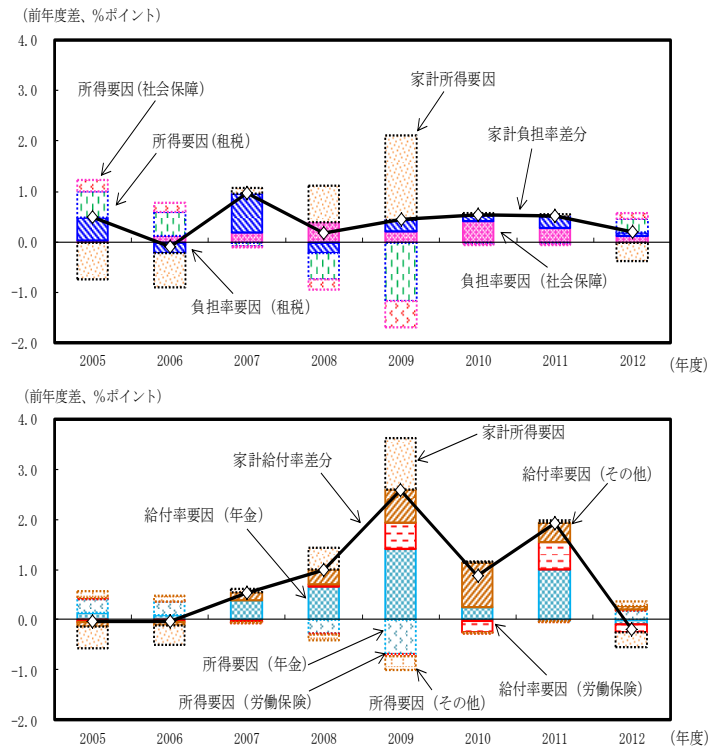 (前年度差、%ポイント)
4.0
所得要因(社会保障)
家計所得要因
3.0
所得要因(租税)
家計負担率差分
2.0
1.0
0.0
負担率要因(社会保障)
-1.0
負担率要因(租税)
-2.0
2005 2006 2007 2008 2009 2010 2011 2012
(年度)
(前年度差、%ポイント)
4.0
家計所得要因
家計給付率差分
給付率要因(その他)
3.0
給付率要因(年金)
2.0
1.0
0.0
所得要因(年金)
給付率要因(労働保険)
-1.0
所得要因(労働保険)
所得要因(その他)
-2.0
2005 2006 2007 2008 2009 2010 2011 2012
(年度)